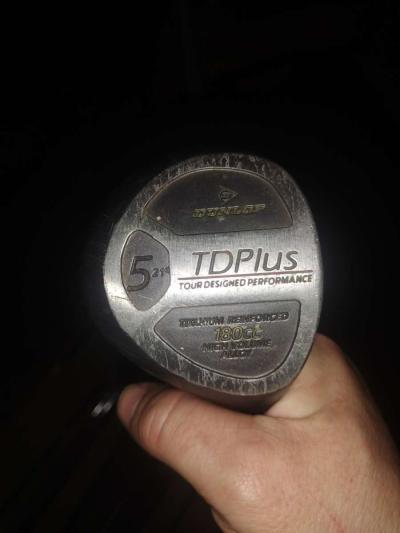 DUNLOP
5 21°
TDPlus
TOUR DESIGNED PERFORMANCE
TITANIUM REINFORCED
180cc
HIGH VOLUME
ALLOY